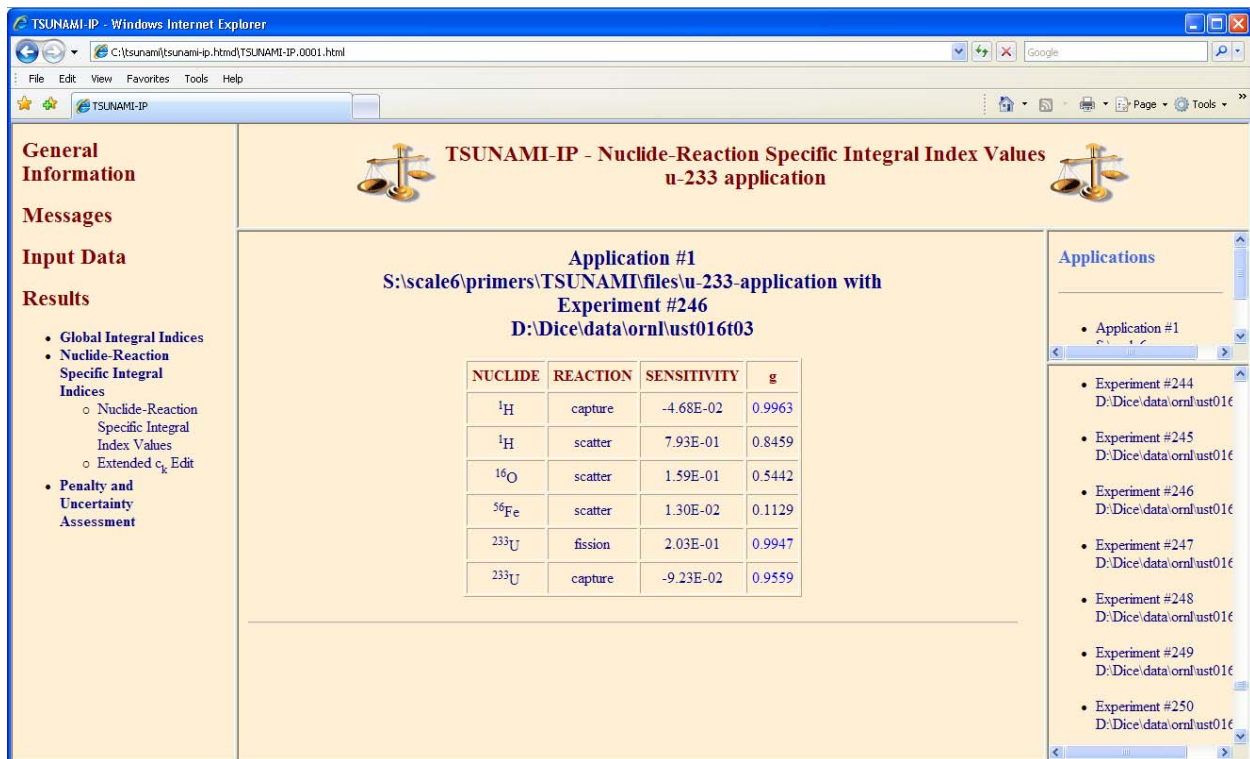 TSUNAMI-IP - Windows Internet Explorer
C:\tsunami\tsunami-ip.htmd\TSUNAMI-IP.0001.html
Google
File Edit View Favorites Tools Help
TSUNAMI-IP
Page Tools
General
Information
Messages
Input Data
Results
• Global Integral Indices
• Nuclide-Reaction
Specific Integral
Indices
o Nuclide-Reaction
Specific Integral
Index Values
o Extended ck Edit
• Penalty and
Uncertainty
Assessment
TSUNAMI-IP - Nuclide-Reaction Specific Integral Index Values
u-233 application
Application #1
S:\scale6\primers\TSUNAMI\files\u-233-application with
Experiment #246
D:\Dice\data\ornl\ust016t03
NUCLIDE REACTION SENSITIVITY g
1H capture -4.68E-02 0.9963
1H scatter 7.93E-01 0.8459
16O scatter 1.59E-01 0.5442
56Fe scatter 1.30E-02 0.1129
233U fission 2.03E-01 0.9947
233U capture -9.23E-02 0.9559
Applications
• Application #1
• Experiment #244
D:\Dice\data\ornl\ust016
• Experiment #245
D:\Dice\data\ornl\ust016
• Experiment #246
D:\Dice\data\ornl\ust016
• Experiment #247
D:\Dice\data\ornl\ust016
• Experiment #248
D:\Dice\data\ornl\ust016
• Experiment #249
D:\Dice\data\ornl\ust016
• Experiment #250
D:\Dice\data\ornl\ust016